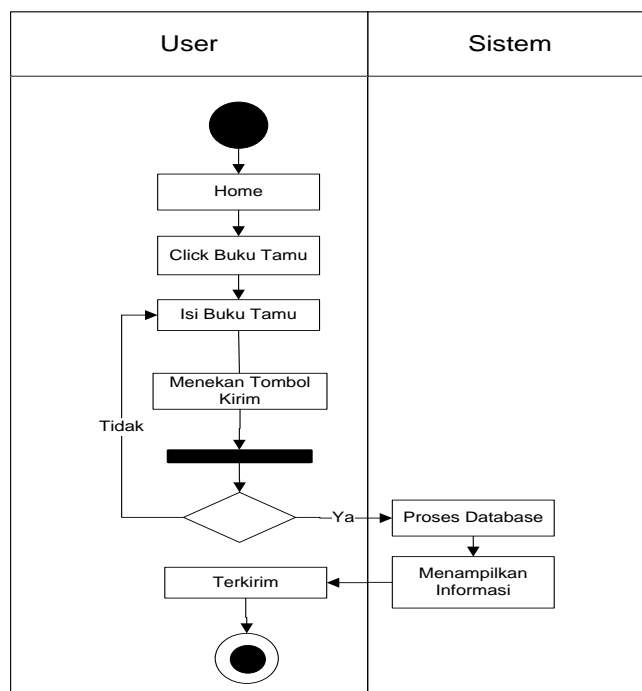 User
Sistem
Home
Click Buku Tamu
Isi Buku Tamu
Menekan Tombol
Kirim
Tidak
Ya
Proses Database
Menampilkan
Informasi
Terkirim